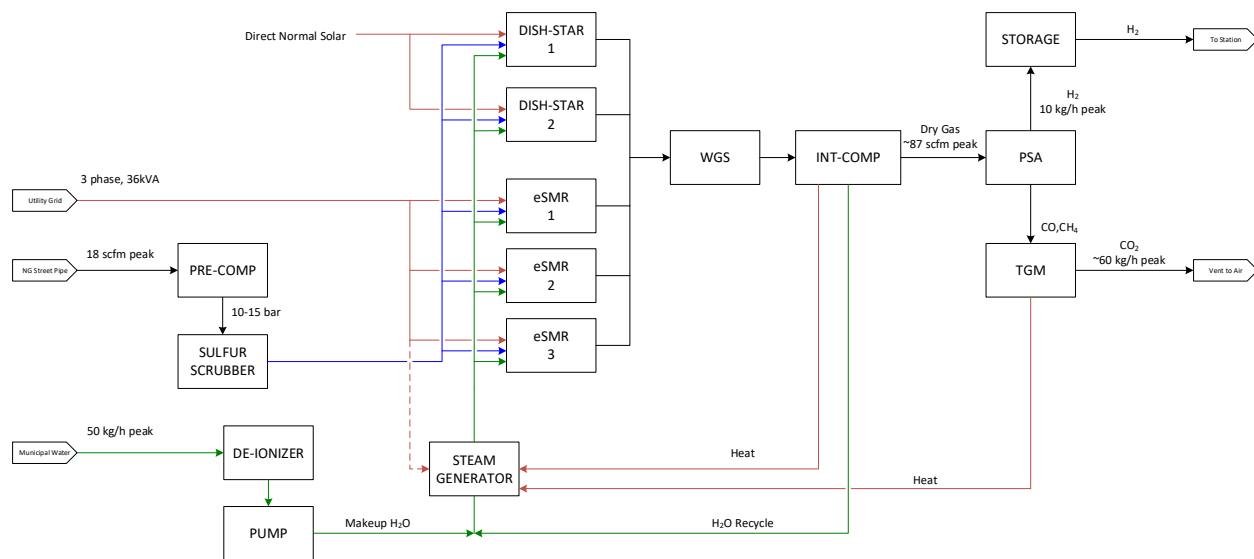 Direct Normal Solar
DISH-STAR
1
STORAGE
H₂
To Station
DISH-STAR
2
H₂
10 kg/h peak
WGS
INT-COMP
Dry Gas
~87 scfm peak
PSA
3 phase, 36kVA
Utility Grid
eSMR
1
CO,CH₄
18 scfm peak
NG Street Pipe
PRE-COMP
eSMR
2
TGM
CO₂
~60 kg/h peak
Vent to Air
10-15 bar
SULFUR
SCRUBBER
eSMR
3
50 kg/h peak
Municipal Water
DE-IONIZER
STEAM
GENERATOR
Heat
Heat
PUMP
Makeup H₂O
H₂O Recycle